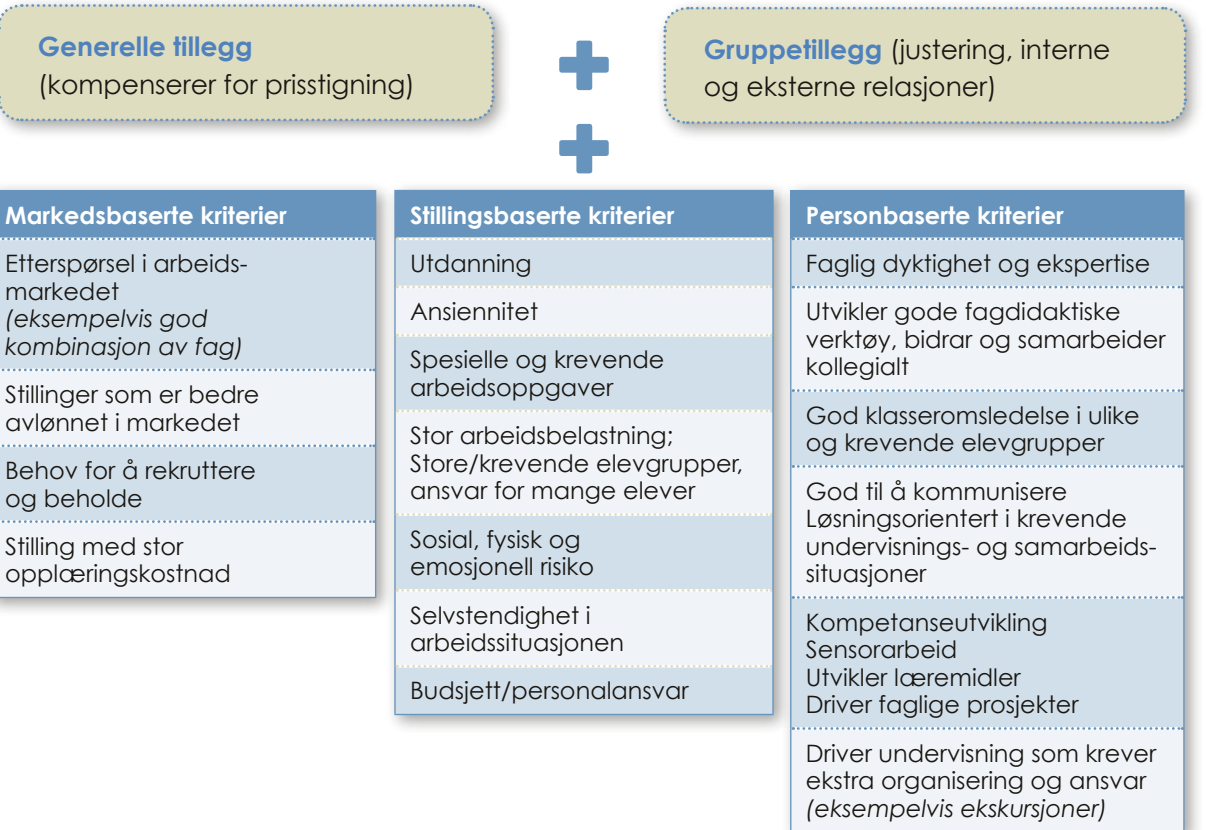 Generelle tillegg
(kompenserer for prisstigning)
Gruppetillegg (justering, interne
og eksterne relasjoner)
Markedsbaserte kriterier
Etterspørsel i arbeids-
markedet
(eksempelvis god
kombinasjon av fag)
Stillinger som er bedre
avlønnet i markedet
Behov for å rekruttere
og beholde
Stilling med stor
opplæringskostnad
Stillingsbaserte kriterier
Utdanning
Ansiennitet
Spesielle og krevende
arbeidsoppgaver
Stor arbeidsbelastning;
Store/krevende elevgrupper,
ansvar for mange elever
Sosial, fysisk og
emosjonell risiko
Selvstendighet i
arbeidssituasjonen
Budsjett/personalansvar
Personbaserte kriterier
Faglig dyktighet og ekspertise
Utvikler gode fagdidaktiske
verktøy, bidrar og samarbeider
kollegialt
God klasseromsledelse i ulike
og krevende elevgrupper
God til å kommunisere
Løsningsorientert i krevende
undervisnings- og samarbeids-
situasjoner
Kompetanseutvikling
Sensorarbeid
Utvikler læremidler
Driver faglige prosjekter
Driver undervisning som krever
ekstra organisering og ansvar
(eksempelvis ekskursjoner)